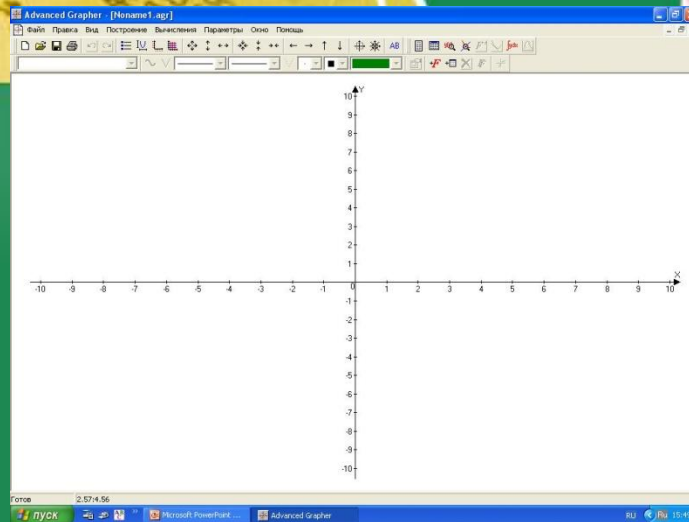 Advanced Grapher - [Noname1.agr]
Файл Правка Вид Построение Вычисления Параметры Окно Помощь
AB
Y
10
9
8
7
6
5
4
3
2
1
X
-10 -9 -8 -7 -6 -5 -4 -3 -2 -1 0 1 2 3 4 5 6 7 8 9 10
-1
-2
-3
-4
-5
-6
-7
-8
-9
-10
Готов 2.57:4.56
пуск Microsoft PowerPoint ... Advanced Grapher RU